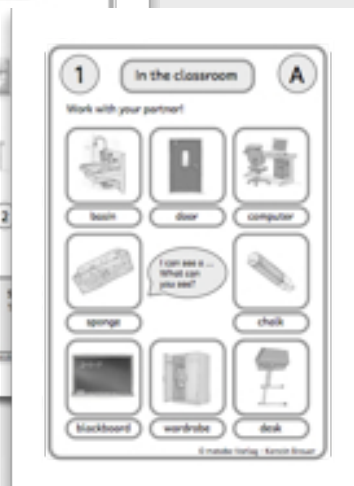 1
In the classroom
A
Work with your partner!
basin
door
computer
I can see a ...
What can
you see?
sponge
chalk
blackboard
wardrobe
desk
2